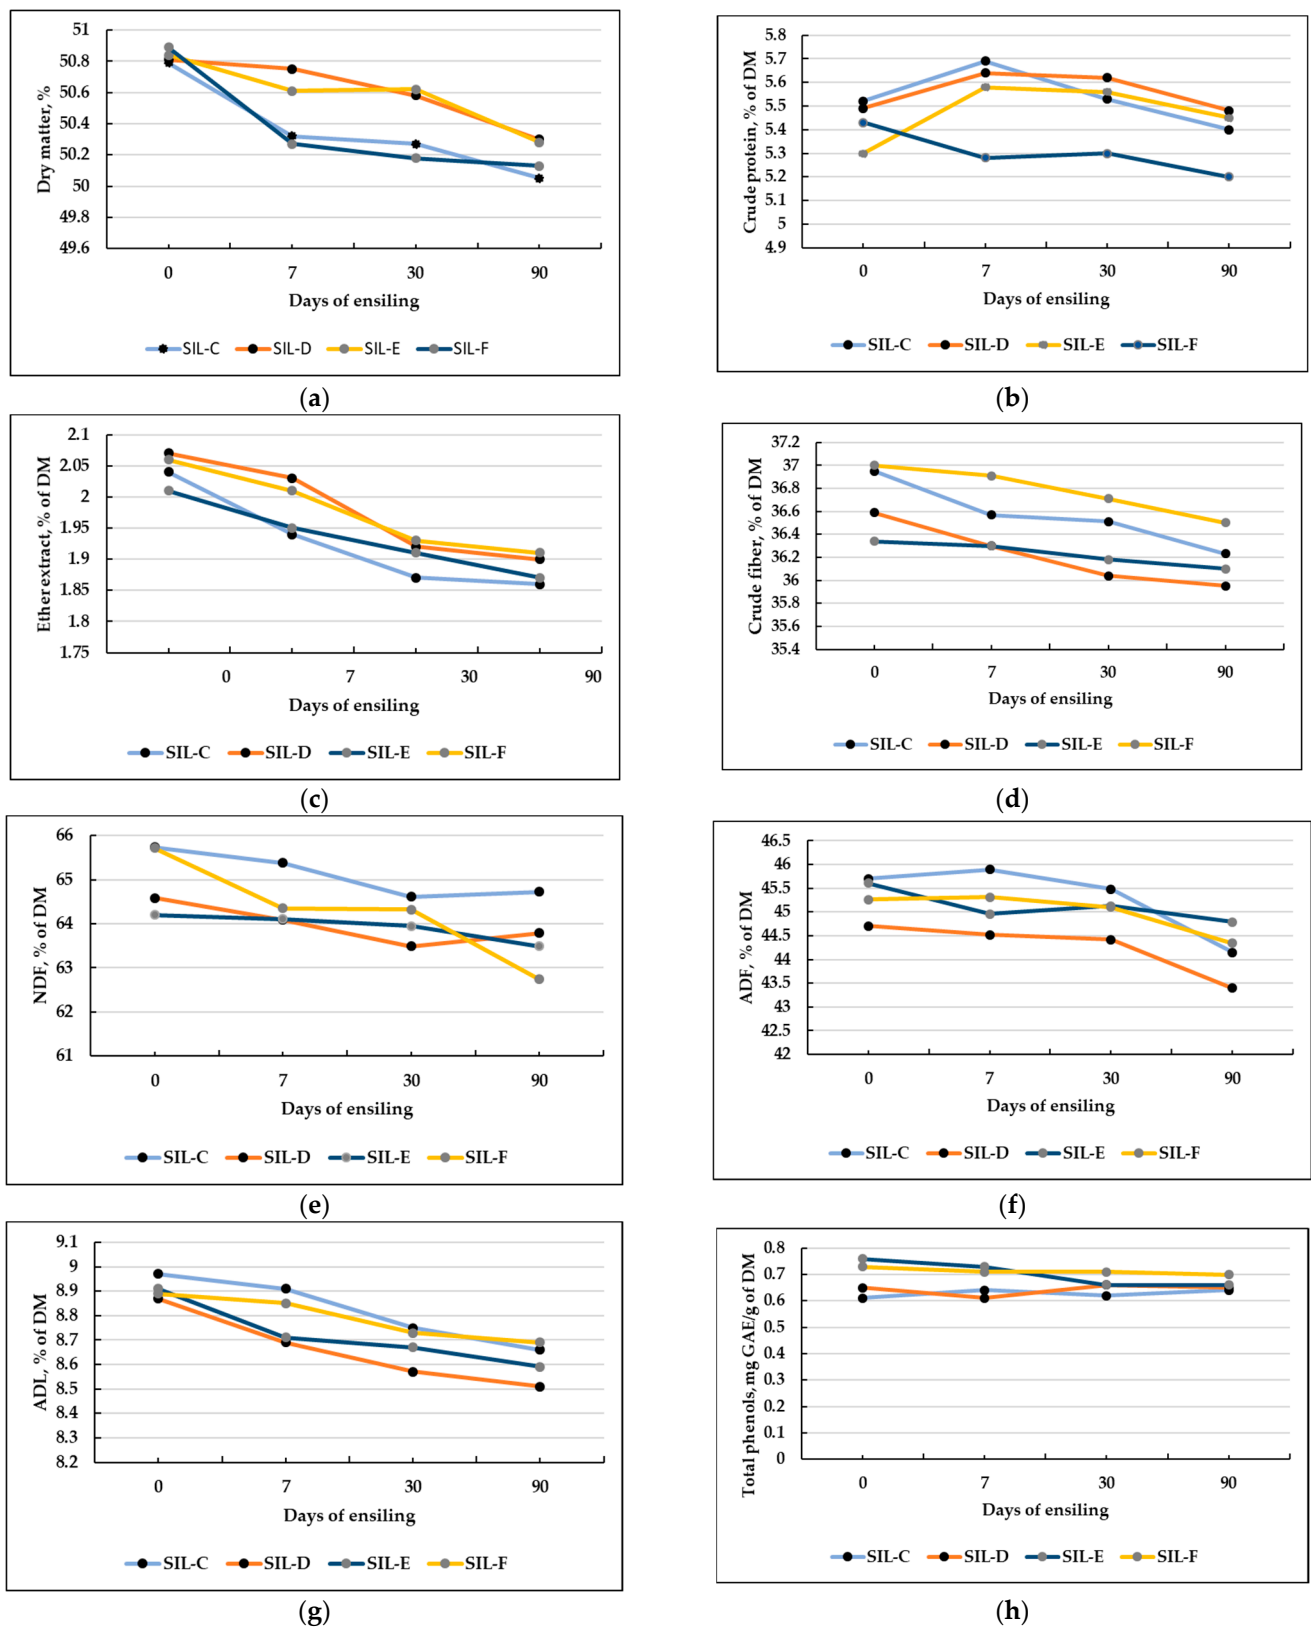 Dry matter, %
51
50.8
50.6
50.4
50.2
50
49.8
49.6
0 7 30 90
Days of ensiling
SIL-C SIL-D SIL-E SIL-F
(a)
Crude protein, % of DM
5.8
5.7
5.6
5.5
5.4
5.3
5.2
5.1
5
4.9
0 7 30 90
Days of ensiling
SIL-C SIL-D SIL-E SIL-F
(b)
Ether extract, % of DM
2.1
2.05
2
1.95
1.9
1.85
1.8
1.75
0 7 30 90
Days of ensiling
SIL-C SIL-D SIL-E SIL-F
(c)
Crude fiber, % of DM
37.2
37
36.8
36.6
36.4
36.2
36
35.8
35.6
35.4
0 7 30 90
Days of ensiling
SIL-C SIL-D SIL-E SIL-F
(d)
NDF, % of DM
66
65
64
63
62
61
0 7 30 90
Days of ensiling
SIL-C SIL-D SIL-E SIL-F
(e)
ADF, % of DM
46.5
46
45.5
45
44.5
44
43.5
43
42.5
42
0 7 30 90
Days of ensiling
SIL-C SIL-D SIL-E SIL-F
(f)
ADL, % of DM
9.1
9
8.9
8.8
8.7
8.6
8.5
8.4
8.3
8.2
0 7 30 90
Days of ensiling
SIL-C SIL-D SIL-E SIL-F
(g)
Total phenols, mg GAE/g of DM
0.8
0.7
0.6
0.5
0.4
0.3
0.2
0.1
0
0 7 30 90
Days of ensiling
SIL-C SIL-D SIL-E SIL-F
(h)